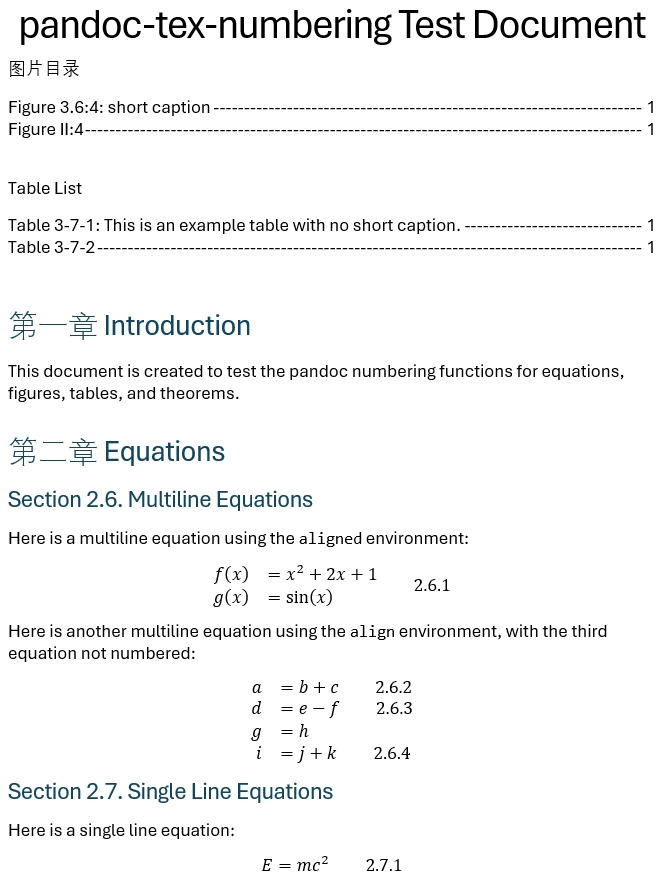 pandoc-tex-numbering Test Document
图片目录
Figure 3.6:4: short caption ---------------------------------------------------------------------- 1
Figure II:4------------------------------------------------------------------------------------------- 1
Table List
Table 3-7-1: This is an example table with no short caption. ----------------------------- 1
Table 3-7-2------------------------------------------------------------------------------------------ 1
第一章 Introduction
This document is created to test the pandoc numbering functions for equations,
figures, tables, and theorems.
第二章 Equations
Section 2.6. Multiline Equations
Here is a multiline equation using the aligned environment:
f(x) = x² + 2x + 1
g(x) = sin(x) 2.6.1
Here is another multiline equation using the align environment, with the third
equation not numbered:
a = b + c 2.6.2
d = e − f 2.6.3
g = h
i = j + k 2.6.4
Section 2.7. Single Line Equations
Here is a single line equation:
E = mc² 2.7.1